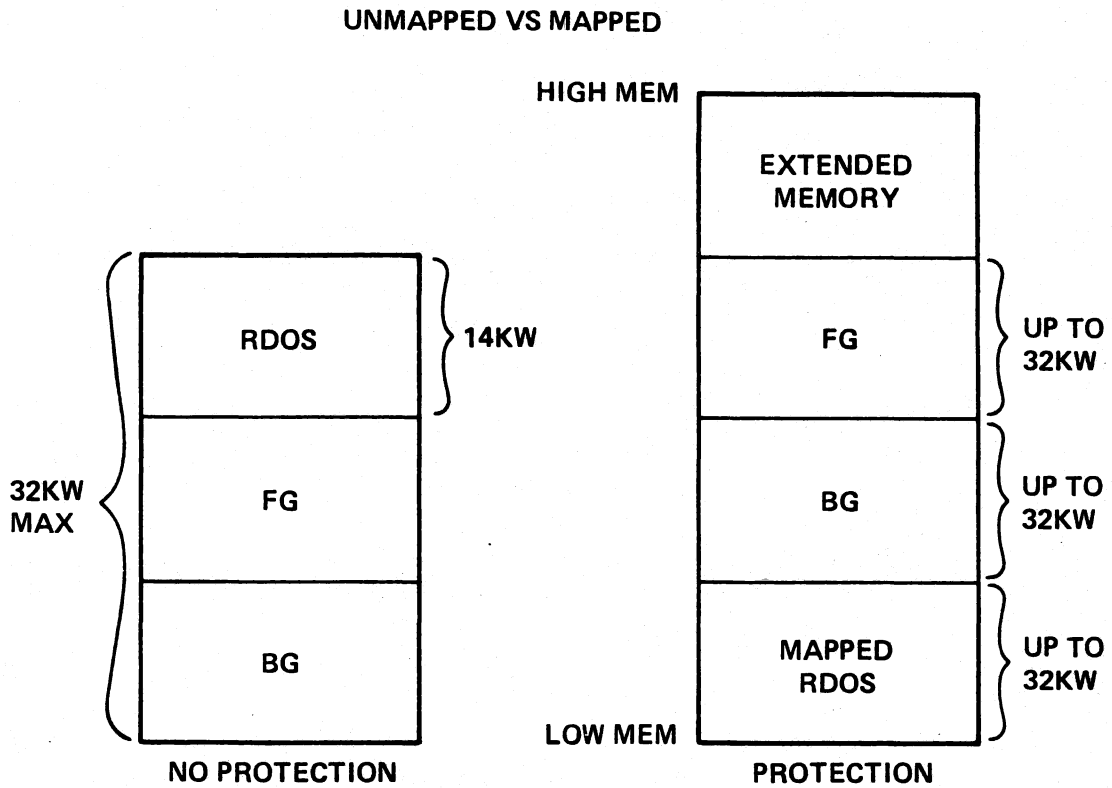 UNMAPPED VS MAPPED
32KW
MAX
RDOS
FG
BG
14KW
NO PROTECTION
HIGH MEM
LOW MEM
EXTENDED
MEMORY
FG
BG
MAPPED
RDOS
UP TO
32KW
UP TO
32KW
UP TO
32KW
PROTECTION